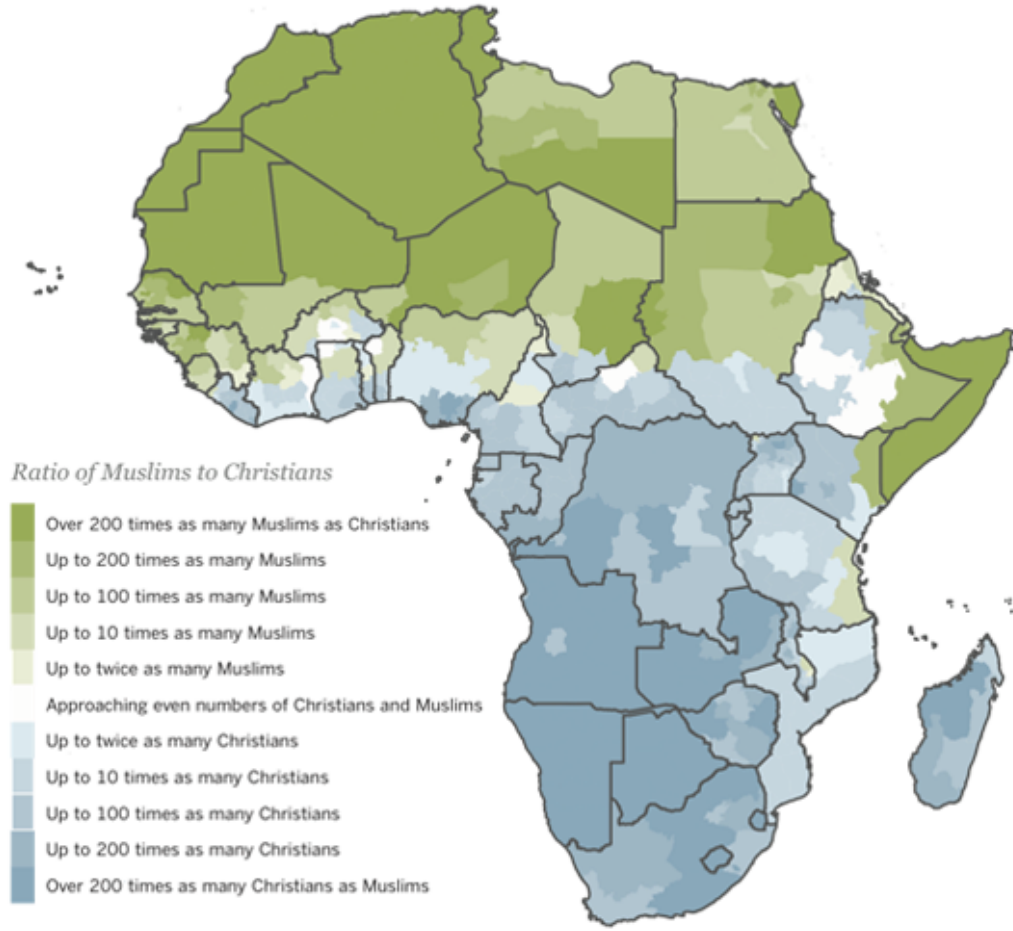 Ratio of Muslims to Christians
Over 200 times as many Muslims as Christians
Up to 200 times as many Muslims
Up to 100 times as many Muslims
Up to 10 times as many Muslims
Up to twice as many Muslims
Approaching even numbers of Christians and Muslims
Up to twice as many Christians
Up to 10 times as many Christians
Up to 100 times as many Christians
Up to 200 times as many Christians
Over 200 times as many Christians as Muslims